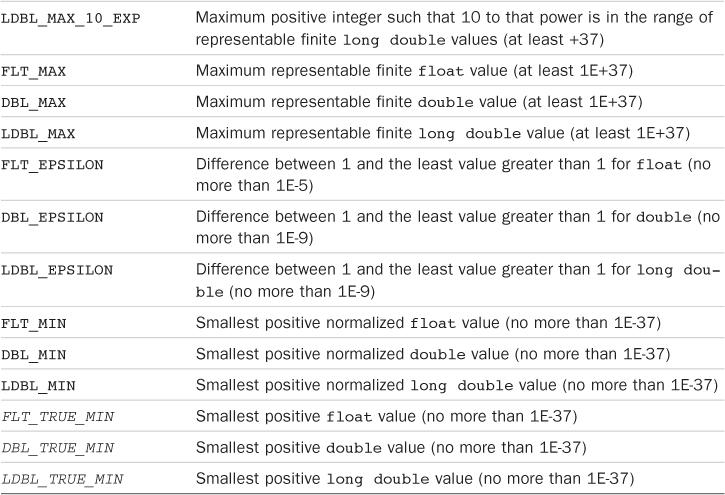 LDBL_MAX_10_EXP Maximum positive integer such that 10 to that power is in the range of
representable finite long double values (at least +37)
FLT_MAX Maximum representable finite float value (at least 1E+37)
DBL_MAX Maximum representable finite double value (at least 1E+37)
LDBL_MAX Maximum representable finite long double value (at least 1E+37)
FLT_EPSILON Difference between 1 and the least value greater than 1 for float (no
more than 1E-5)
DBL_EPSILON Difference between 1 and the least value greater than 1 for double (no
more than 1E-9)
LDBL_EPSILON Difference between 1 and the least value greater than 1 for long dou-
ble (no more than 1E-9)
FLT_MIN Smallest positive normalized float value (no more than 1E-37)
DBL_MIN Smallest positive normalized double value (no more than 1E-37)
LDBL_MIN Smallest positive normalized long double value (no more than 1E-37)
FLT_TRUE_MIN Smallest positive float value (no more than 1E-37)
DBL_TRUE_MIN Smallest positive double value (no more than 1E-37)
LDBL_TRUE_MIN Smallest positive long double value (no more than 1E-37)